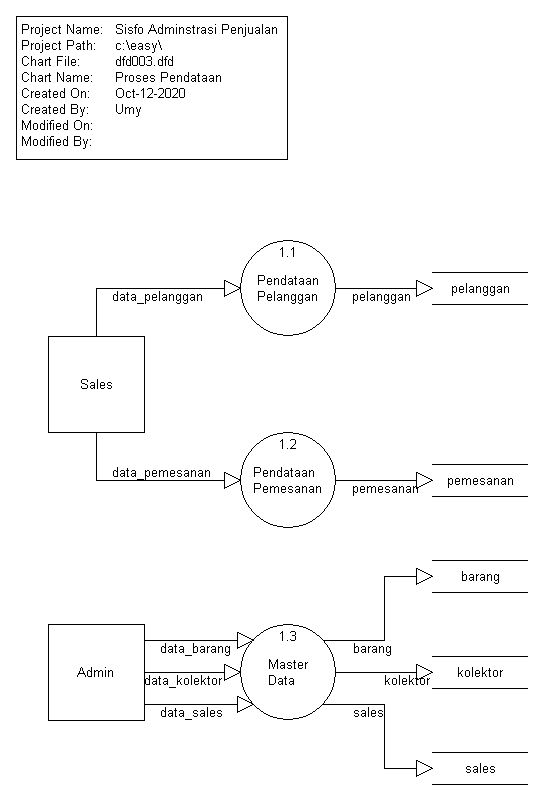 Project Name: Sisfo Adminstrasi Penjualan
Project Path: c:\easy\
Chart File: dfd003.dfd
Chart Name: Proses Pendataan
Created On: Oct-12-2020
Created By: Umy
Modified On:
Modified By:
1.1
Pendataan
Pelanggan
data_pelanggan
pelanggan
pelanggan
Sales
1.2
Pendataan
Pemesanan
data_pemesanan
pemesanan
pemesanan
barang
1.3
Master
Data
Admin
data_barang
barang
data_kolektor
kolektor
kolektor
data_sales
sales
sales